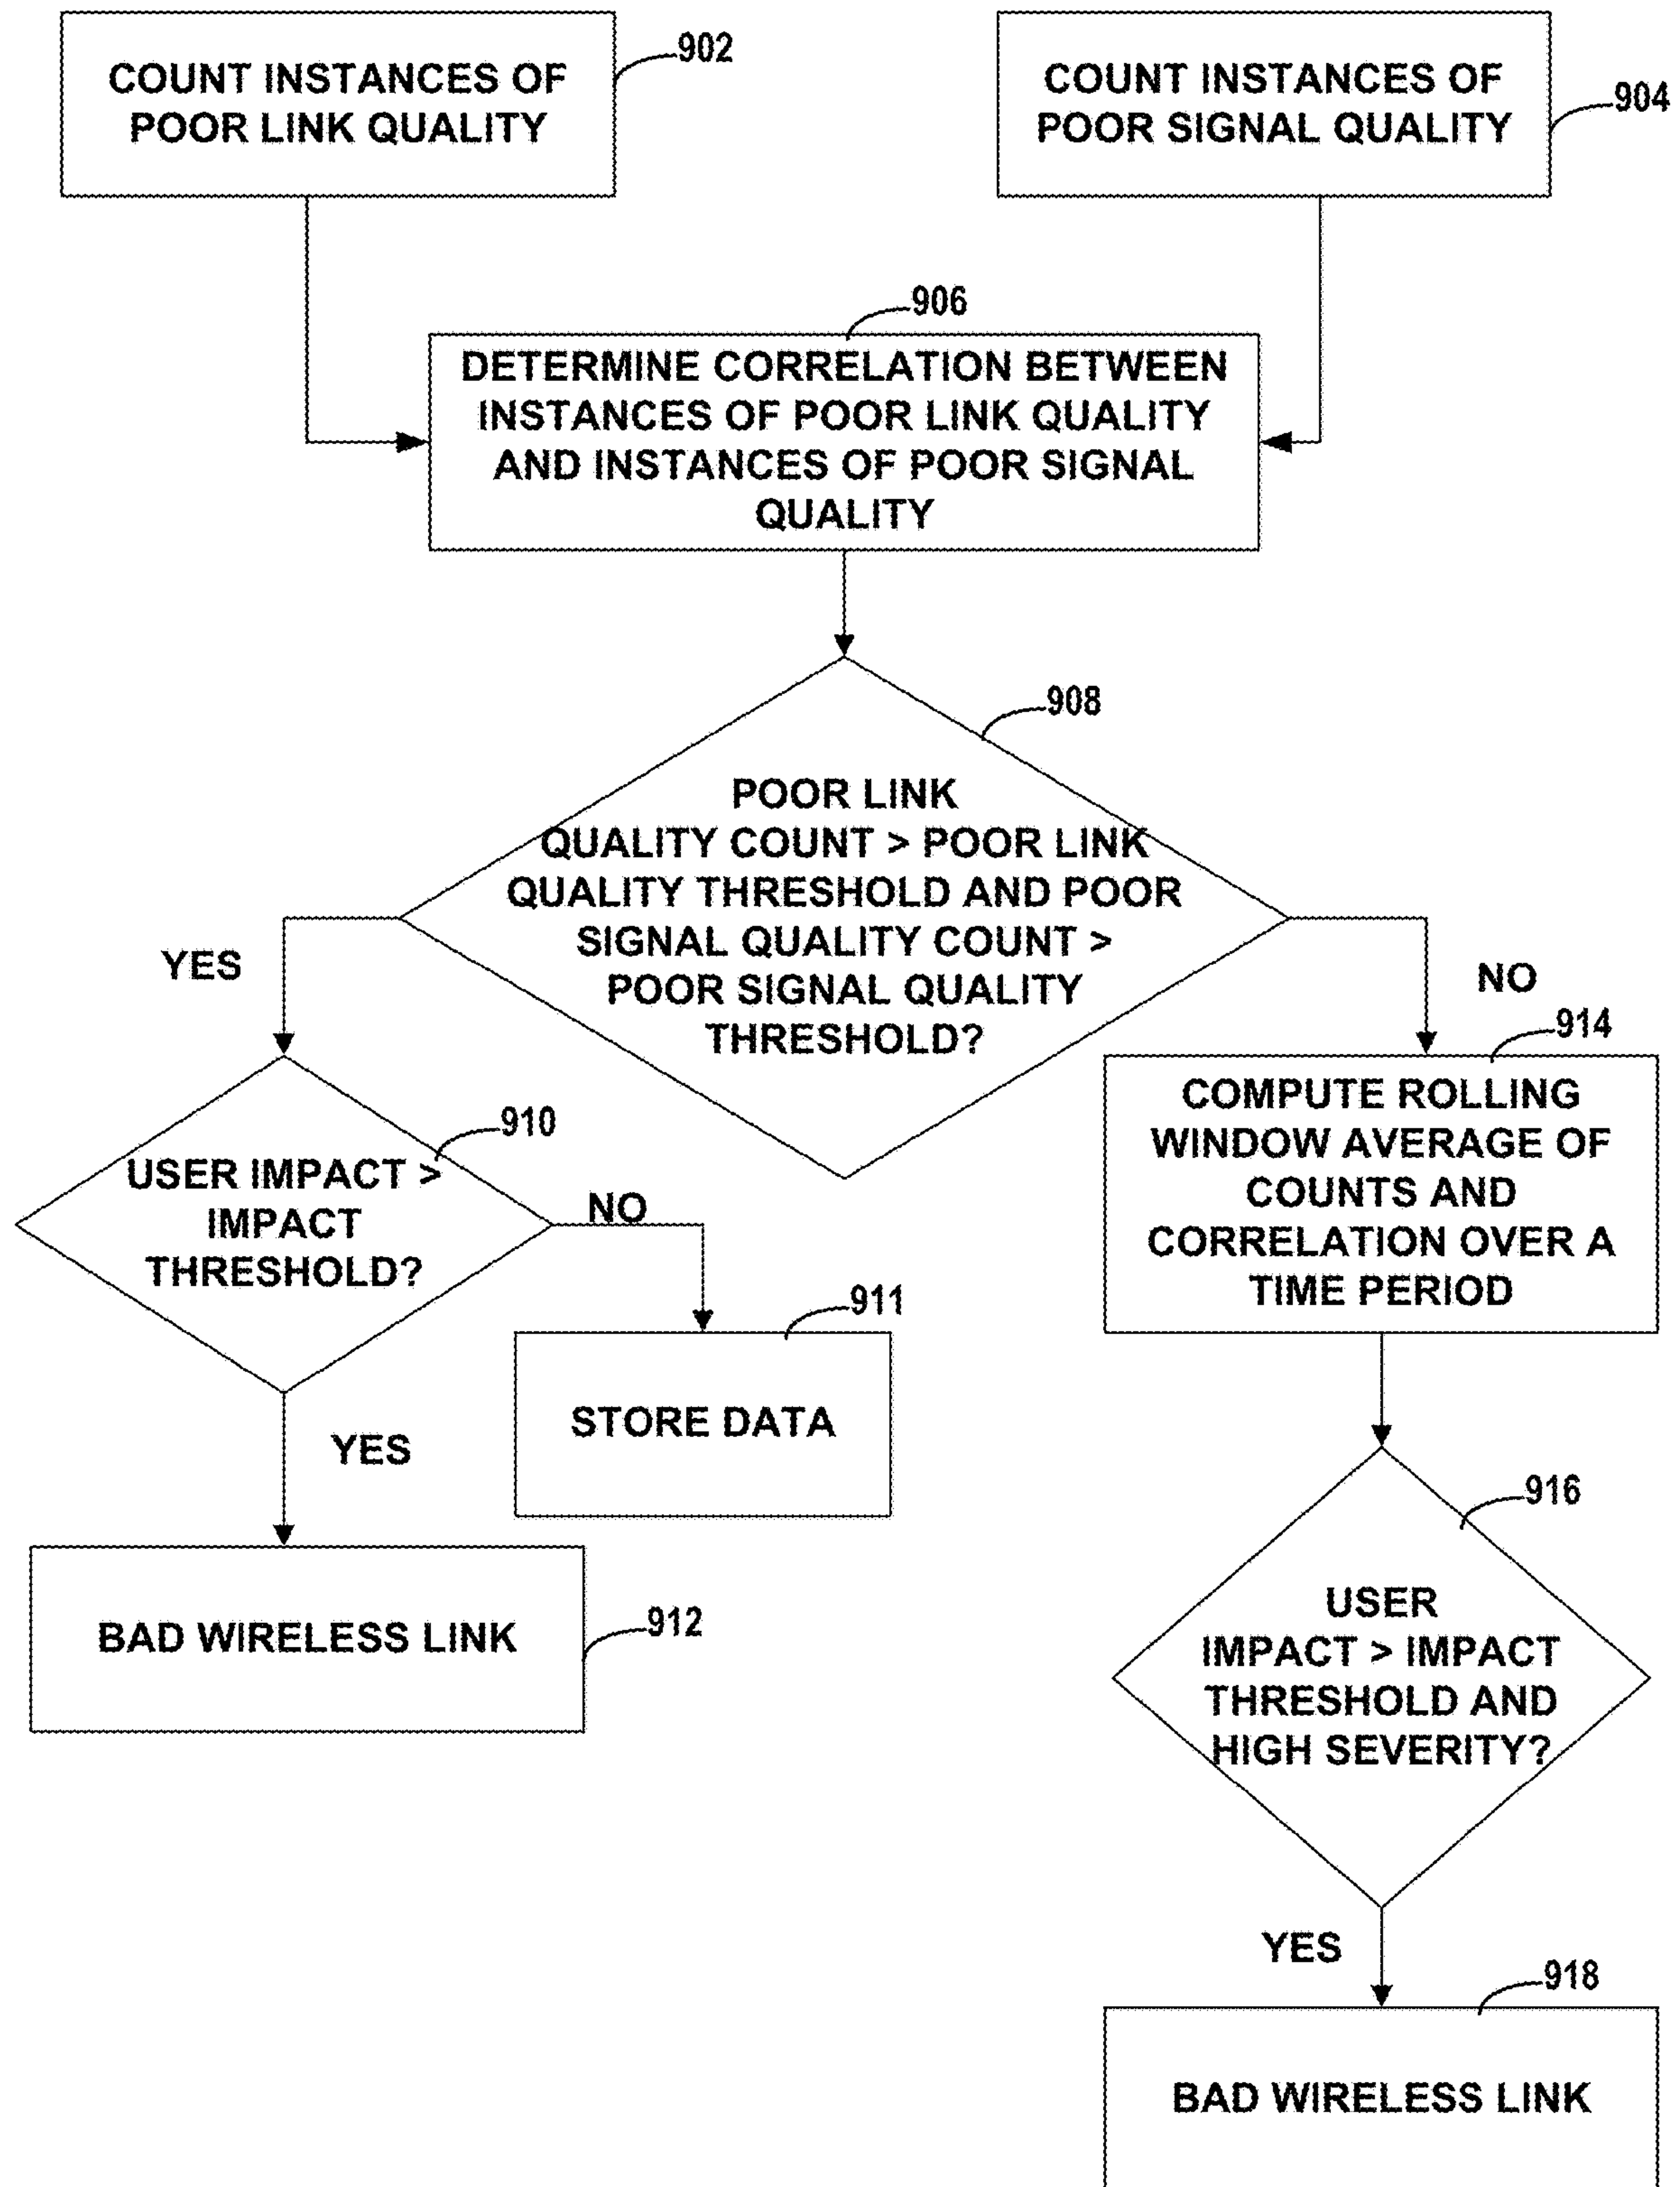 902
COUNT INSTANCES OF
POOR LINK QUALITY
904
COUNT INSTANCES OF
POOR SIGNAL QUALITY
906
DETERMINE CORRELATION BETWEEN
INSTANCES OF POOR LINK QUALITY
AND INSTANCES OF POOR SIGNAL
QUALITY
908
POOR LINK
QUALITY COUNT > POOR LINK
QUALITY THRESHOLD AND POOR
SIGNAL QUALITY COUNT >
POOR SIGNAL QUALITY
THRESHOLD?
YES
NO
910
USER IMPACT >
IMPACT
THRESHOLD?
NO
911
STORE DATA
YES
912
BAD WIRELESS LINK
914
COMPUTE ROLLING
WINDOW AVERAGE OF
COUNTS AND
CORRELATION OVER A
TIME PERIOD
916
USER
IMPACT > IMPACT
THRESHOLD AND
HIGH SEVERITY?
YES
918
BAD WIRELESS LINK